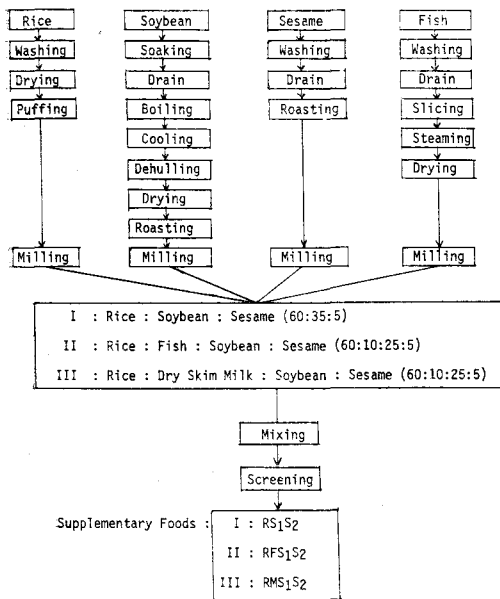 Rice Soybean Sesame Fish
Washing Soaking Washing Washing
Drying Drain Drain Drain
Puffing Boiling Roasting Slicing
Cooling Steaming
Dehulling Drying
Drying
Roasting
Milling Milling Milling Milling
I : Rice : Soybean : Sesame (60:35:5)
II : Rice : Fish : Soybean : Sesame (60:10:25:5)
III : Rice : Dry Skim Milk : Soybean : Sesame (60:10:25:5)
Mixing
Screening
Supplementary Foods : I : RS₁S₂
II : RFS₁S₂
III : RMS₁S₂